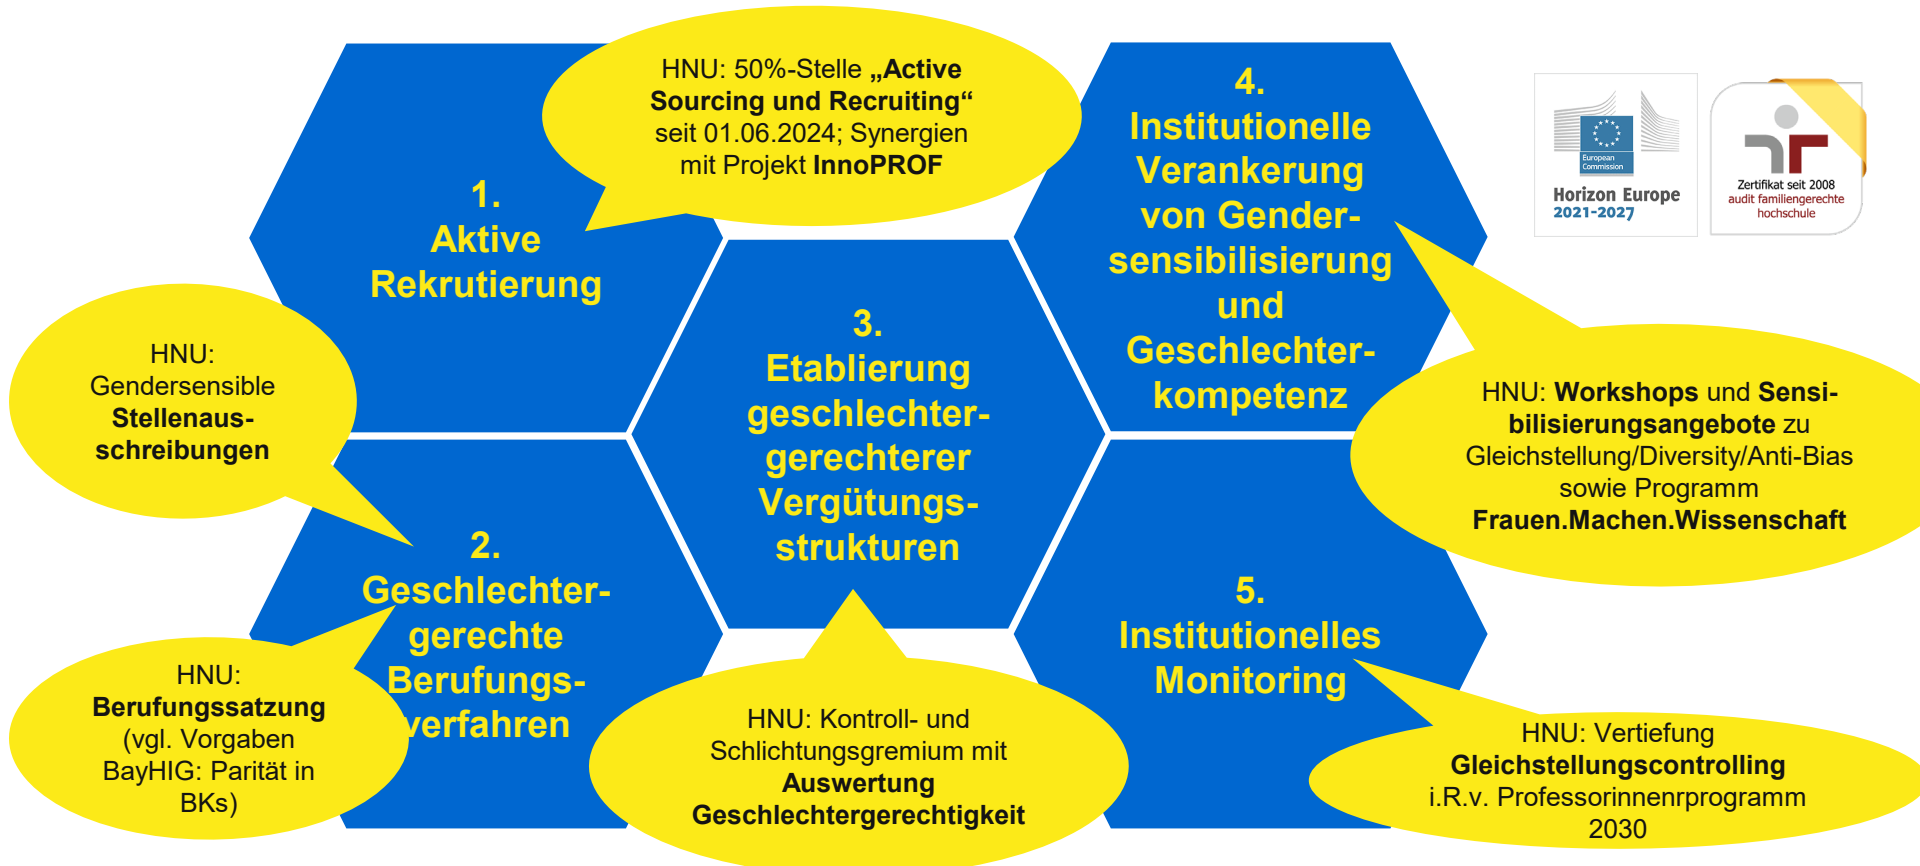 HNU: 50%-Stelle „Active
Sourcing und Recruiting“
seit 01.06.2024; Synergien
mit Projekt InnoPROF
1.
Aktive
Rekrutierung
HNU:
Gendersensible
Stellenaus-
schreibungen
2.
Geschlechter-
gerechte
Berufungs-
verfahren
HNU:
Berufungssatzung
(vgl. Vorgaben
BayHIG: Parität in
BKs)
3.
Etablierung
geschlechter-
gerechterer
Vergütungs-
strukturen
HNU: Kontroll- und
Schlichtungsgremium mit
Auswertung
Geschlechtergerechtigkeit
4.
Institutionelle
Verankerung
von Gender-
sensibilisierung
und
Geschlechter-
kompetenz
HNU: Workshops und Sensi-
bilisierungsangebote zu
Gleichstellung/Diversity/Anti-Bias
sowie Programm
Frauen.Machen.Wissenschaft
5.
Institutionelles
Monitoring
HNU: Vertiefung
Gleichstellungscontrolling
i.R.v. Professorinnenrprogramm
2030
European
Commission
Horizon Europe
2021-2027
Zertifikat seit 2008
audit familiengerechte
hochschule